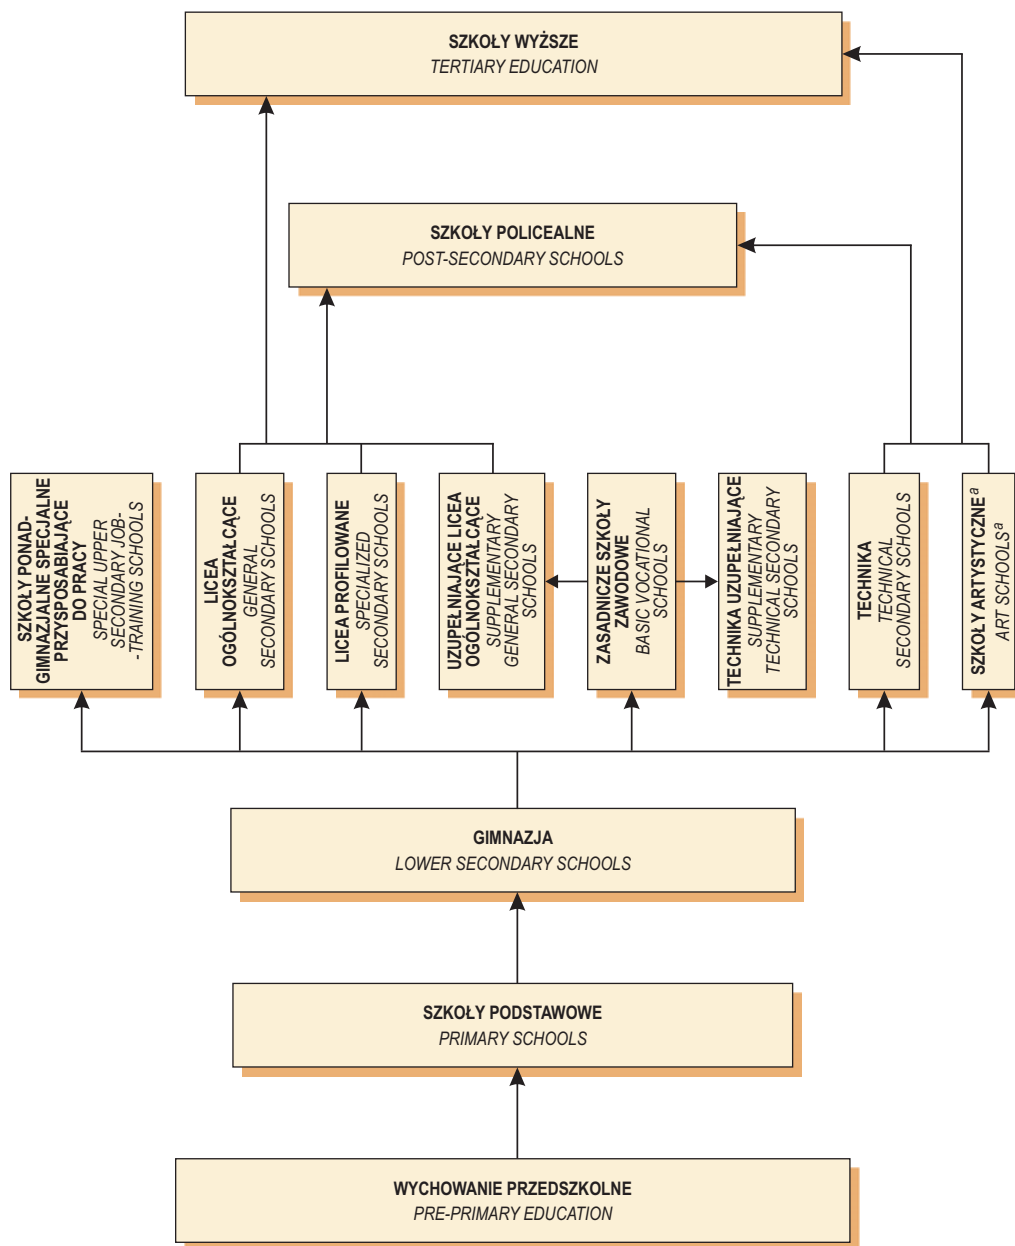 SZKOŁY WYŻSZE
TERTIARY EDUCATION
SZKOŁY POLICEALNE
POST-SECONDARY SCHOOLS
SZKOŁY PONAD-
GIMNAZJALNE SPECJALNE
PRZYSPOSABIAJĄCE
DO PRACY
SPECIAL UPPER
SECONDARY JOB-
-TRAINING SCHOOLS
LICEA
OGÓLNOKSZTAŁCĄCE
GENERAL
SECONDARY SCHOOLS
LICEA PROFILOWANE
SPECIALIZED
SECONDARY SCHOOLS
UZUPEŁNIAJĄCE LICEA
OGÓLNOKSZTAŁCĄCE
SUPPLEMENTARY
GENERAL SECONDARY
SCHOOLS
ZASADNICZE SZKOŁY
ZAWODOWE
BASIC VOCATIONAL
SCHOOLS
TECHNIKA UZUPEŁNIAJĄCE
SUPPLEMENTARY
TECHNICAL SECONDARY
SCHOOLS
TECHNIKA
TECHNICAL
SECONDARY SCHOOLS
SZKOŁY ARTYSTYCZNE a
ART SCHOOLS a
GIMNAZJA
LOWER SECONDARY SCHOOLS
SZKOŁY PODSTAWOWE
PRIMARY SCHOOLS
WYCHOWANIE PRZEDSZKOLNE
PRE-PRIMARY EDUCATION